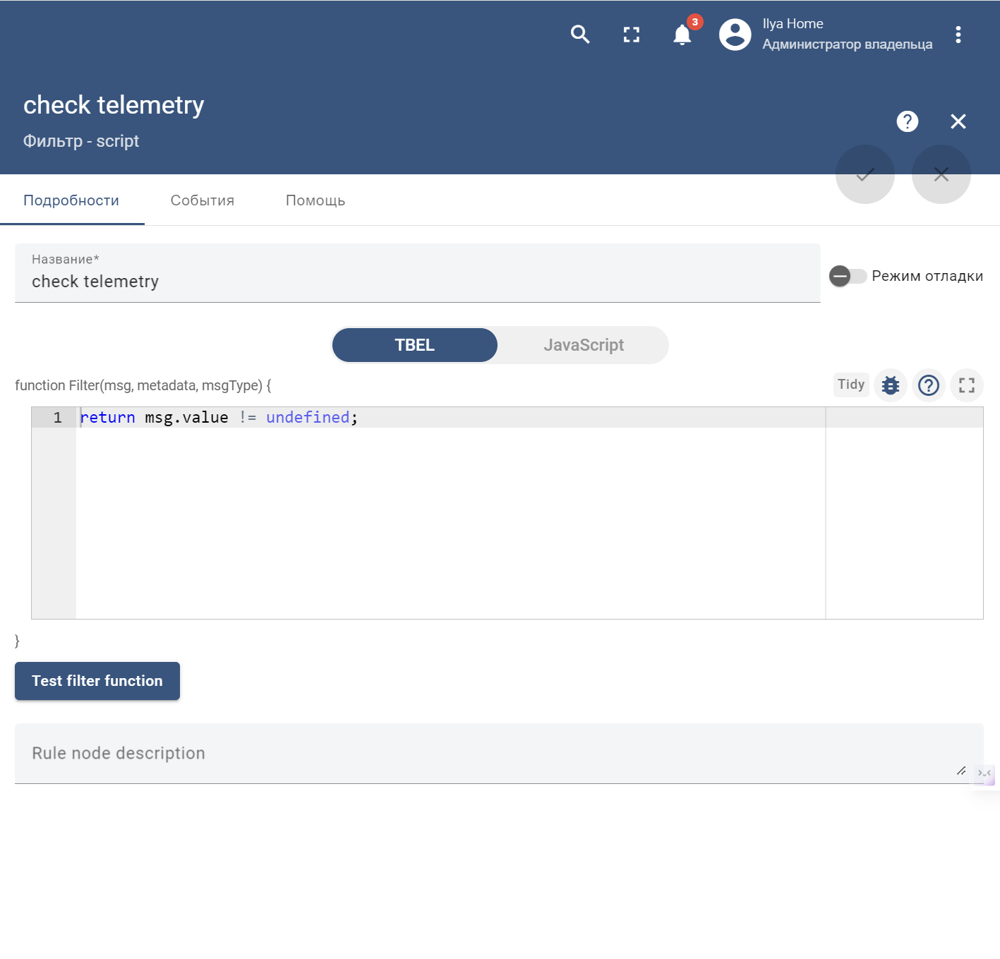 3
Ilya Home
Администратор владельца
check telemetry
Фильтр - script
Подробности
События
Помощь
Название*
check telemetry
Режим отладки
TBEL
JavaScript
function Filter(msg, metadata, msgType) {
Tidy
1 return msg.value != undefined;
}
Test filter function
Rule node description